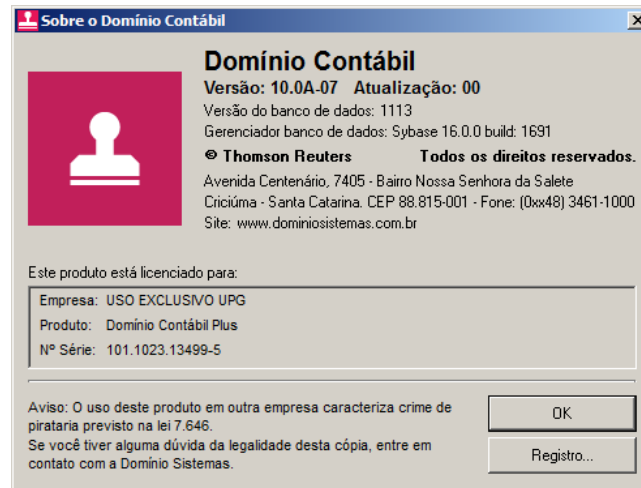 Sobre o Domínio Contábil
Domínio Contábil
Versão: 10.0A-07 Atualização: 00
Versão do banco de dados: 1113
Gerenciador banco de dados: Sybase 16.0.0 build: 1691
© Thomson Reuters Todos os direitos reservados.
Avenida Centenário, 7405 - Bairro Nossa Senhora da Salete
Criciúma - Santa Catarina. CEP 88.815-001 - Fone: (0xx48) 3461-1000
Site: www.dominiosistemas.com.br
Este produto está licenciado para:
Empresa: USO EXCLUSIVO UPG
Produto: Domínio Contábil Plus
Nº Série: 101.1023.13499-5
Aviso: O uso deste produto em outra empresa caracteriza crime de
pirataria previsto na lei 7.646.
Se você tiver alguma dúvida da legalidade desta cópia, entre em
contato com a Domínio Sistemas.
OK
Registro...